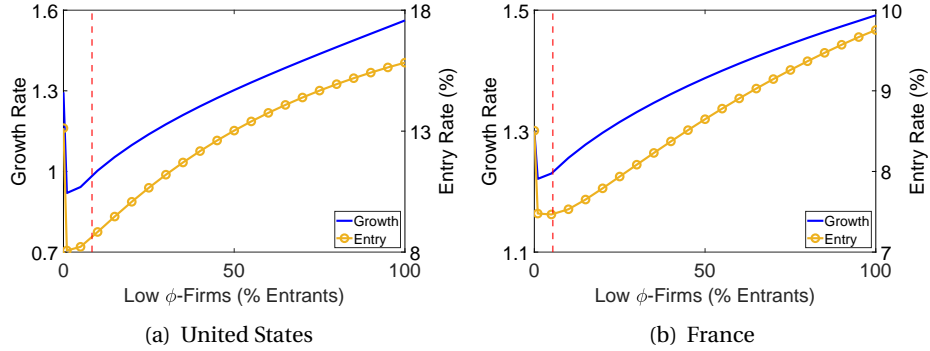 1.6
1.3
1
0.7
Growth Rate
18
13
8
Entry Rate (%)
Growth
Entry
0
50
100
Low ϕ-Firms (% Entrants)
(a) United States
1.5
1.3
1.1
Growth Rate
10
9
8
7
Entry Rate (%)
Growth
Entry
0
50
100
Low ϕ-Firms (% Entrants)
(b) France